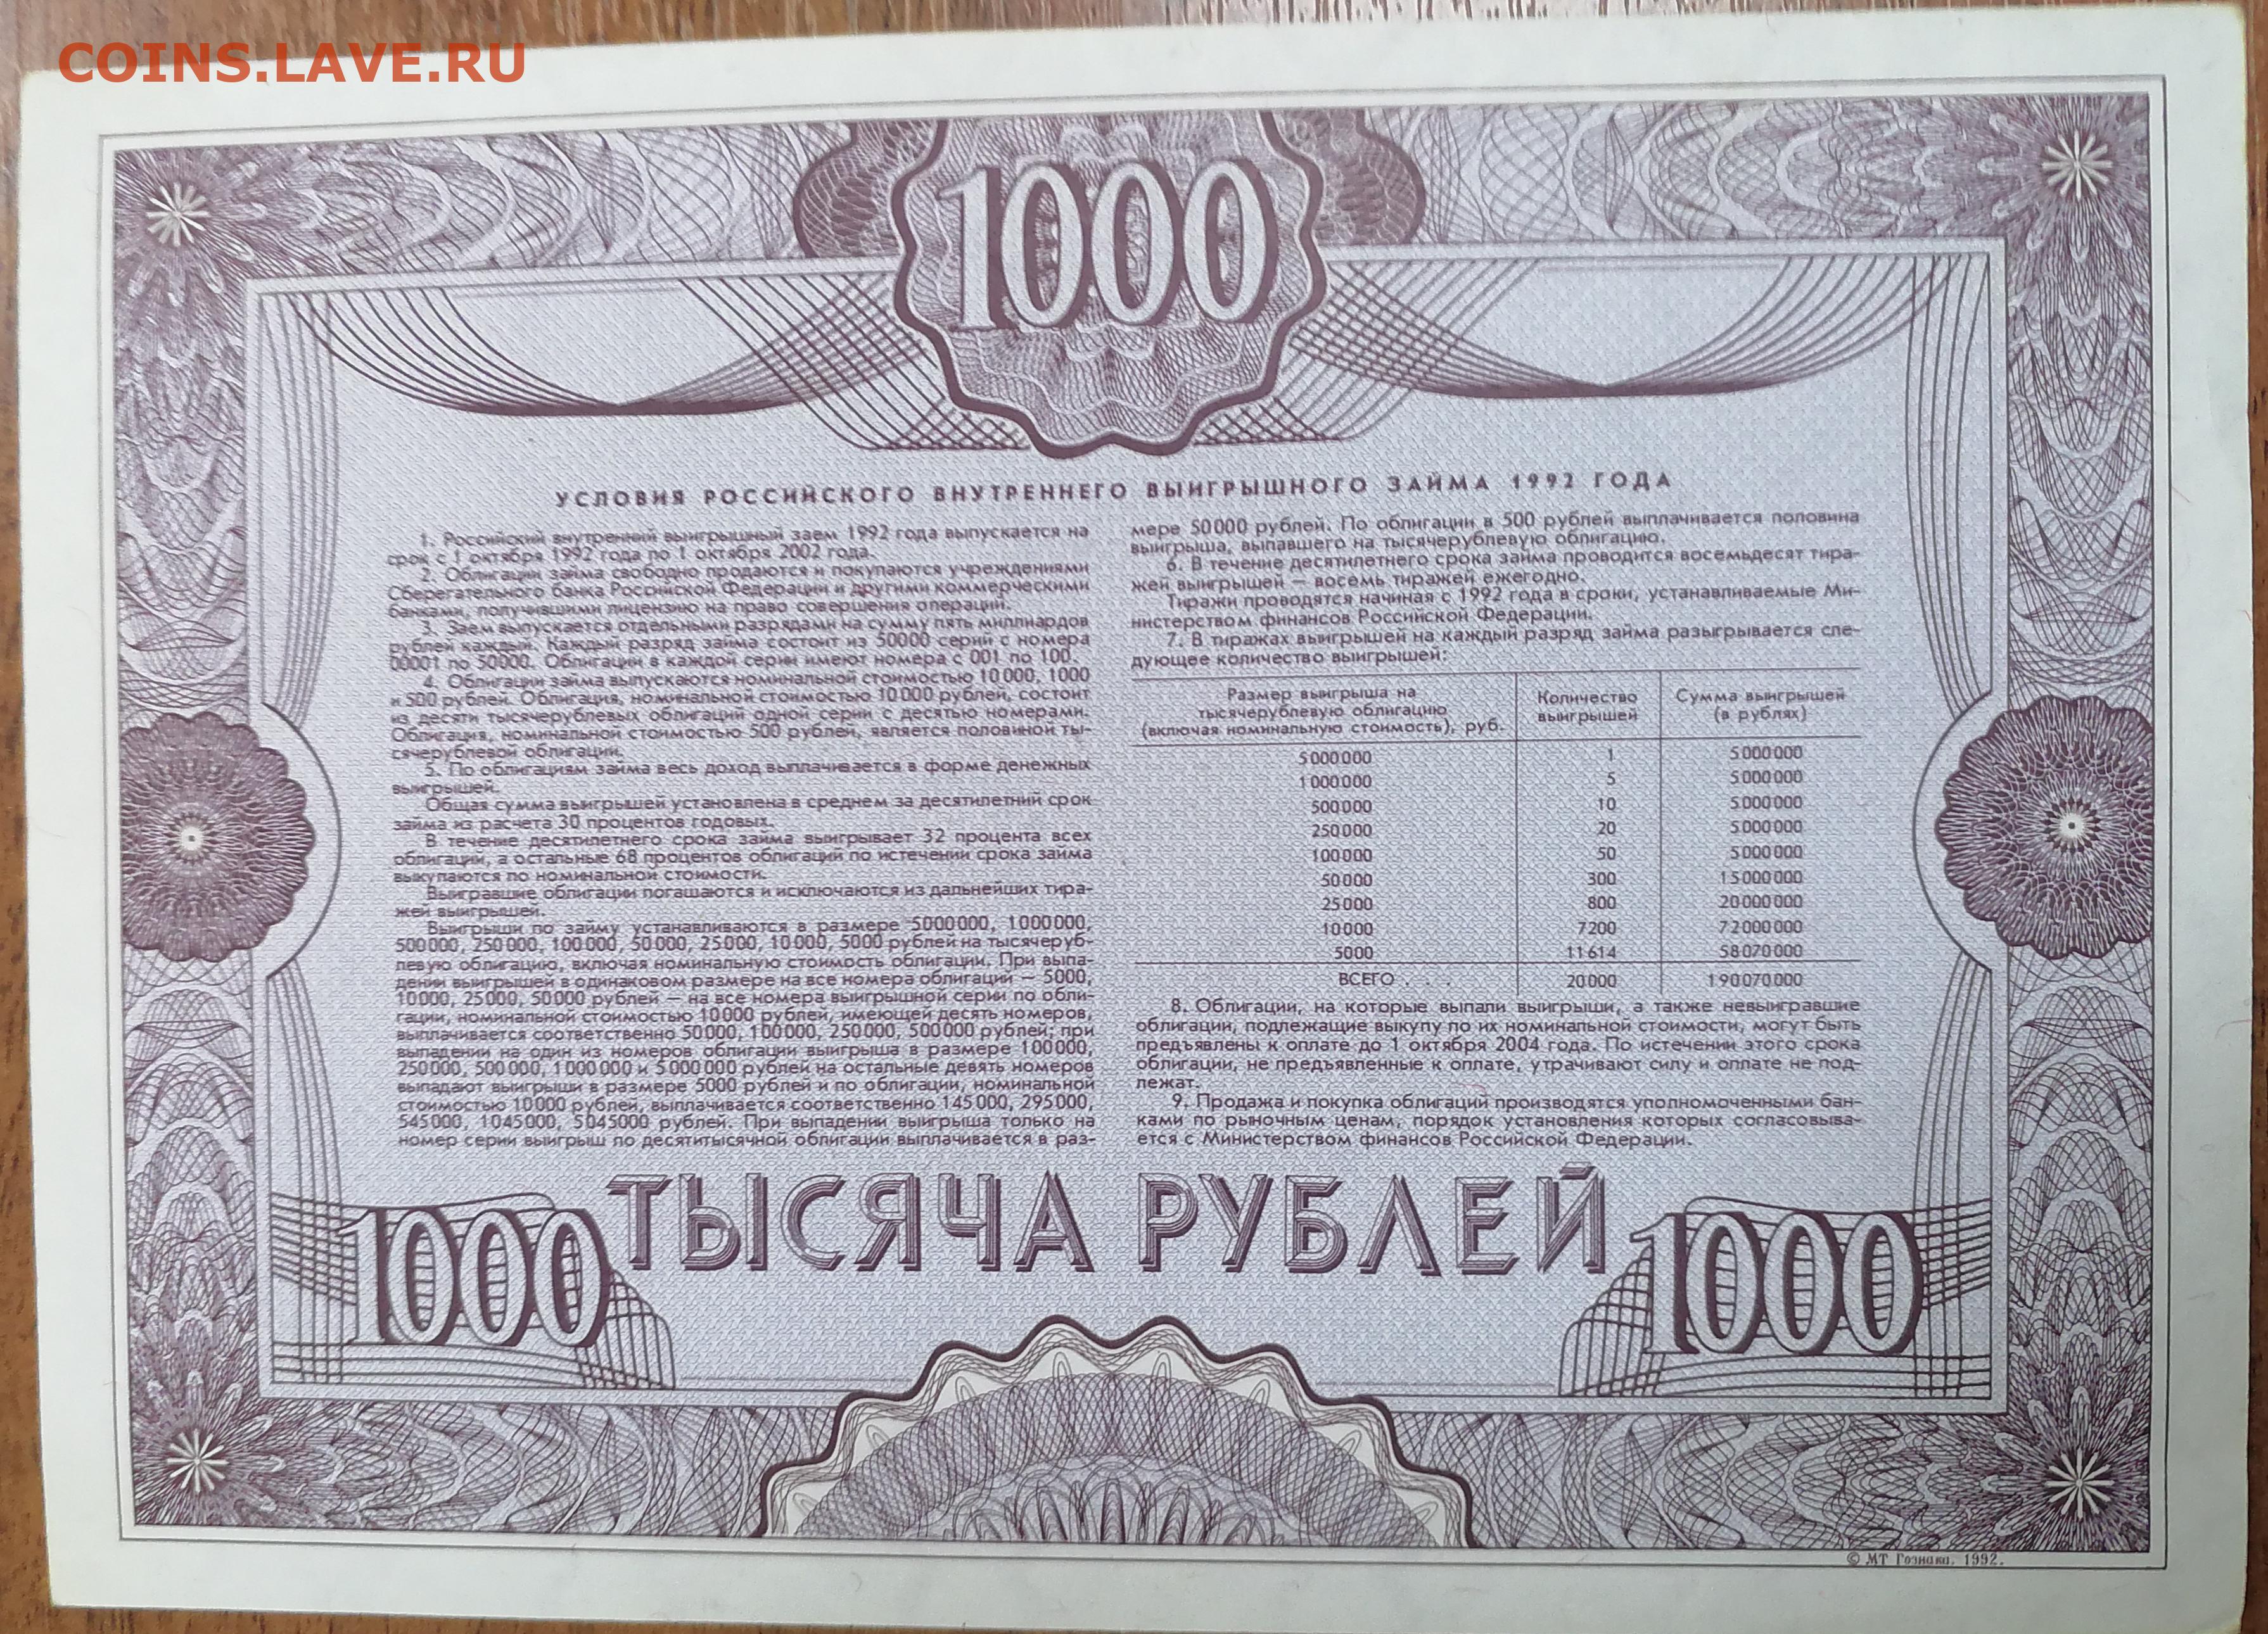 COINS.LAVE.RU
1000
УСЛОВИЯ РОССИЙСКОГО ВНУТРЕННЕГО ВЫИГРЫШНОГО ЗАЙМА 1992 ГОДА
1. Российский внутренний выигрышный заем 1992 года выпускается на
срок с 1 октября 1992 года по 1 октября 2002 года.
2. Облигации займа свободно продаются и покупаются учреждениями
Сберегательного банка Российской Федерации и другими коммерческими
банками, получившими лицензию на право совершения операций.
3. Заем выпускается отдельными разрядами на сумму пять миллиардов
рублей каждый. Каждый разряд займа состоит из 50000 серий с номера
00001 по 50000. Облигации в каждой серии имеют номера с 001 по 100.
4. Облигации займа выпускаются номинальной стоимостью 10 000, 1000
и 500 рублей. Облигация, номинальной стоимостью 10 000 рублей, состоит
из десяти тысячерублевых облигаций одной серии с десятью номерами.
Облигация, номинальной стоимостью 500 рублей, является половиной ты-
сячерублевой облигации.
5. По облигациям займа весь доход выплачивается в форме денежных
выигрышей.
Общая сумма выигрышей установлена в среднем за десятилетний срок
займа из расчета 30 процентов годовых.
В течение десятилетнего срока займа выигрывает 32 процента всех
облигаций, а остальные 68 процентов облигаций по истечении срока займа
выкупаются по номинальной стоимости.
Выигравшие облигации погашаются и исключаются из дальнейших тира-
жей выигрышей.
Выигрыши по займу устанавливаются в размере 5000000, 1000000,
500000, 250000, 100000, 50000, 25000, 10000, 5000 рублей на тысячеруб-
левую облигацию, включая номинальную стоимость облигации. При выпа-
дении выигрышей в одинаковом размере на все номера облигаций — 5000,
10000, 25000, 50000 рублей — на все номера выигрышной серии по обли-
гации, номинальной стоимостью 10000 рублей, имеющей десять номеров,
выплачивается соответственно 50000, 100000, 250000, 500000 рублей; при
выпадении на один из номеров облигации выигрыша в размере 100000,
250000, 500000, 1000000 и 5000000 рублей на остальные девять номеров
выпадают выигрыши в размере 5000 рублей и по облигации, номинальной
стоимостью 10000 рублей, выплачивается соответственно 145000, 295000,
545000, 1045000, 5045000 рублей. При выпадении выигрыша только на
номер серии выигрыш по десятитысячной облигации выплачивается в раз-
мере 50000 рублей. По облигации в 500 рублей выплачивается половина
выигрыша, выпавшего на тысячерублевую облигацию.
6. В течение десятилетнего срока займа проводится восемьдесят тира-
жей выигрышей — восемь тиражей ежегодно.
Тиражи проводятся начиная с 1992 года в сроки, устанавливаемые Ми-
нистерством финансов Российской Федерации.
7. В тиражах выигрышей на каждый разряд займа разыгрывается сле-
дующее количество выигрышей:
Размер выигрыша на Количество Сумма выигрышей
тысячерублевую облигацию выигрышей (в рублях)
(включая номинальную стоимость), руб.
5000000 1 5000000
1000000 5 5000000
500000 10 5000000
250000 20 5000000
100000 50 5000000
50000 300 15000000
25000 800 20000000
10000 7200 72000000
5000 11614 58070000
ВСЕГО . . . 20000 190070000
8. Облигации, на которые выпали выигрыши, а также невыигравшие
облигации, подлежащие выкупу по их номинальной стоимости, могут быть
предъявлены к оплате до 1 октября 2004 года. По истечении этого срока
облигации, не предъявленные к оплате, утрачивают силу и оплате не под-
лежат.
9. Продажа и покупка облигаций производятся уполномоченными бан-
ками по рыночным ценам, порядок установления которых согласовыва-
ется с Министерством финансов Российской Федерации.
ТЫСЯЧА РУБЛЕЙ
1000 1000
© МТ Гознака. 1992.